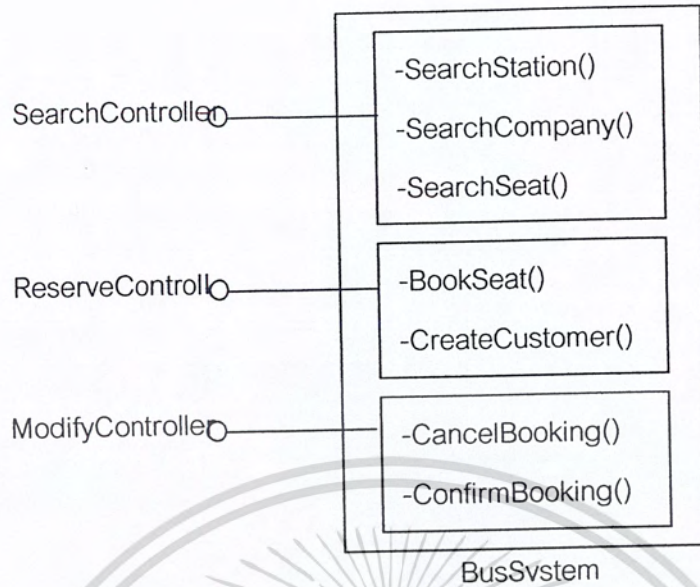 -SearchStation()
SearchController
-SearchCompany()
-SearchSeat()
ReserveControll
-BookSeat()
-CreateCustomer()
ModifyController
-CancelBooking()
-ConfirmBooking()
BusSystem